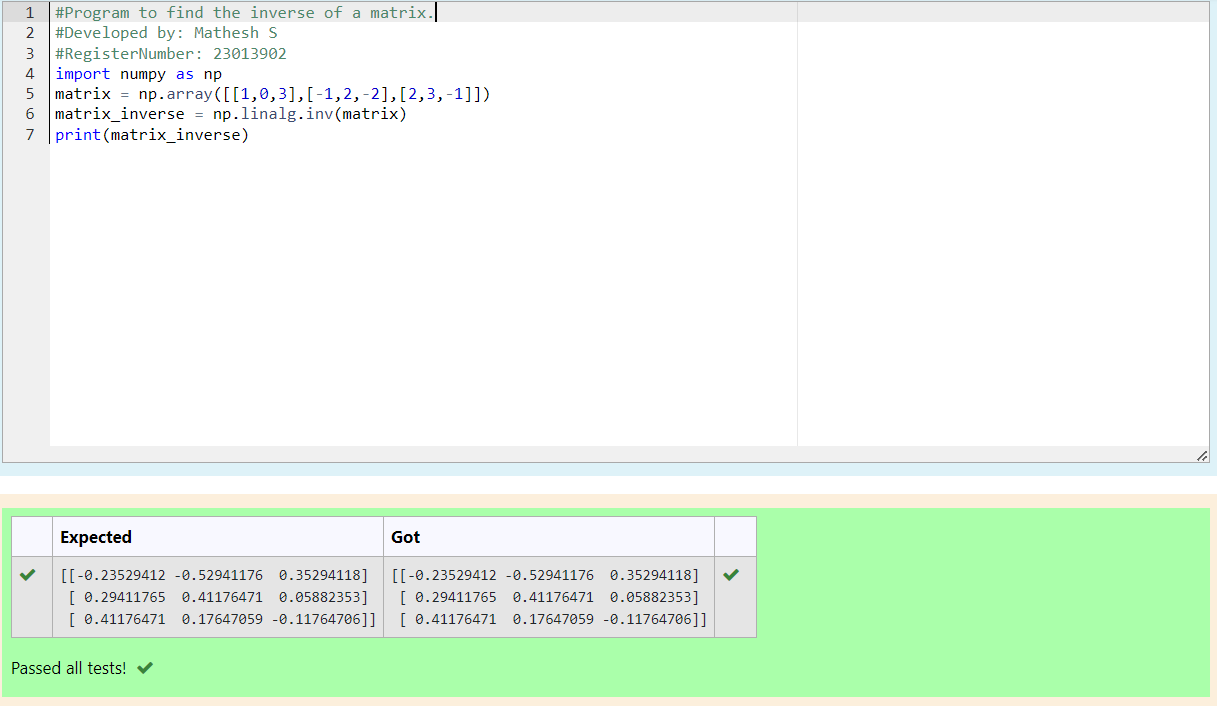 1 #Program to find the inverse of a matrix.
2 #Developed by: Mathesh S
3 #RegisterNumber: 23013902
4 import numpy as np
5 matrix = np.array([[1,0,3],[-1,2,-2],[2,3,-1]])
6 matrix_inverse = np.linalg.inv(matrix)
7 print(matrix_inverse)
Expected Got
[[-0.23529412 -0.52941176  0.35294118] [[-0.23529412 -0.52941176  0.35294118]
[ 0.29411765  0.41176471  0.05882353] [ 0.29411765  0.41176471  0.05882353]
[ 0.41176471  0.17647059 -0.11764706]] [ 0.41176471  0.17647059 -0.11764706]]
Passed all tests!